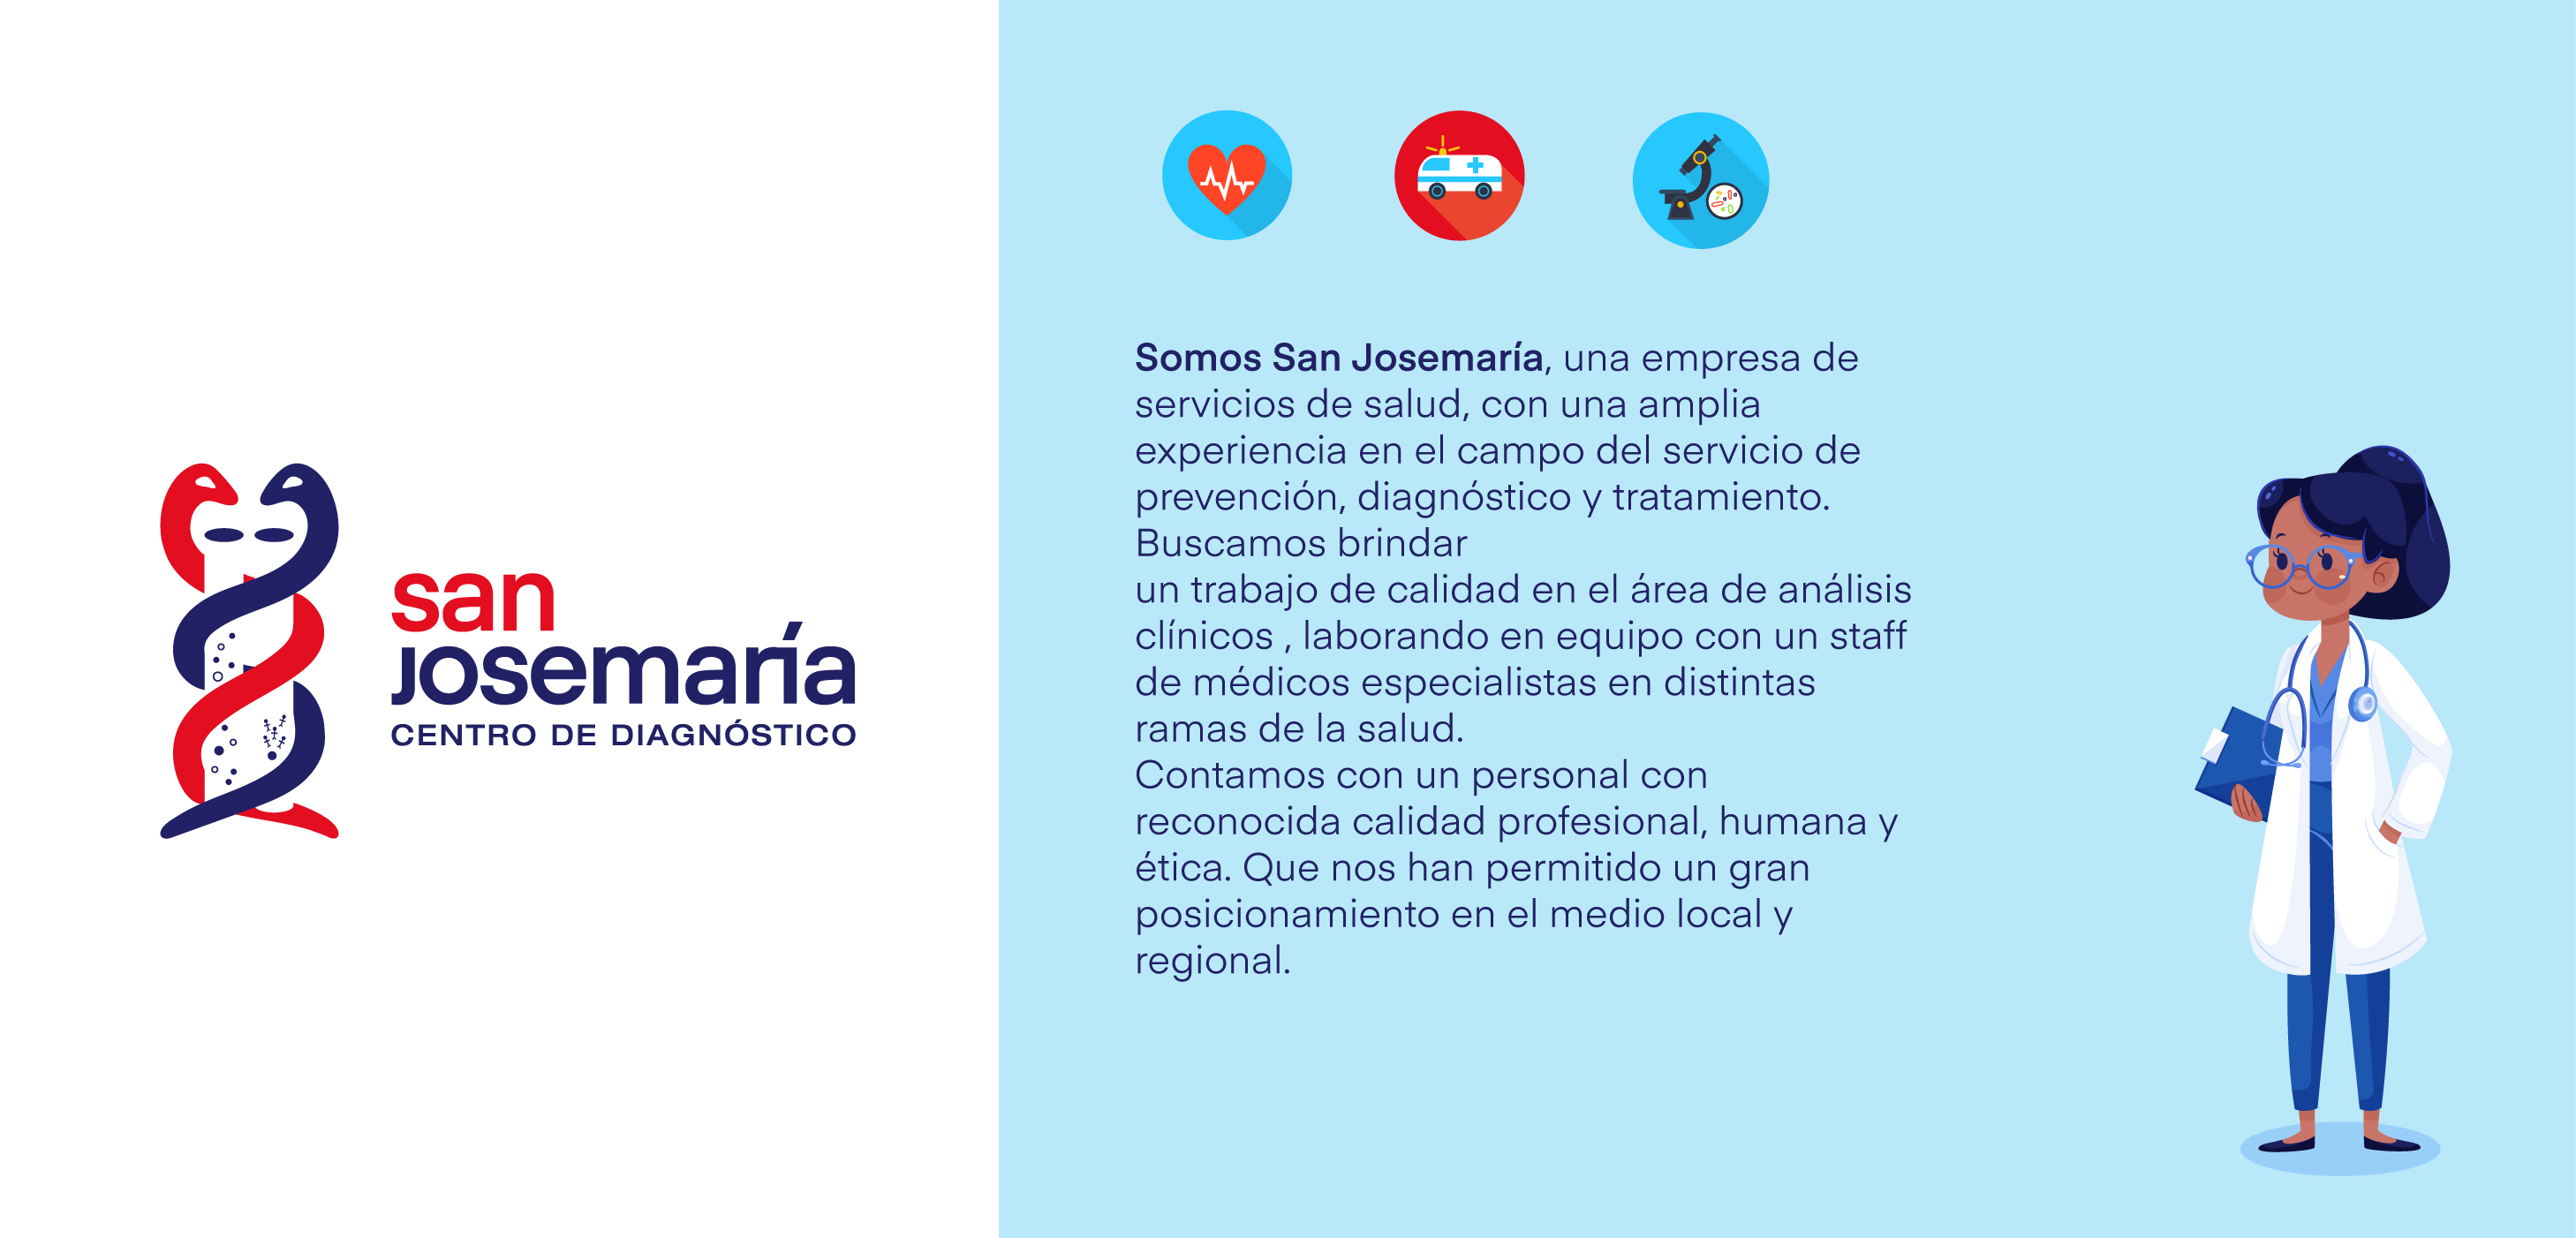 san
josemaría
CENTRO DE DIAGNÓSTICO
Somos San Josemaría, una empresa de
servicios de salud, con una amplia
experiencia en el campo del servicio de
prevención, diagnóstico y tratamiento.
Buscamos brindar
un trabajo de calidad en el área de análisis
clínicos , laborando en equipo con un staff
de médicos especialistas en distintas
ramas de la salud.
Contamos con un personal con
reconocida calidad profesional, humana y
ética. Que nos han permitido un gran
posicionamiento en el medio local y
regional.